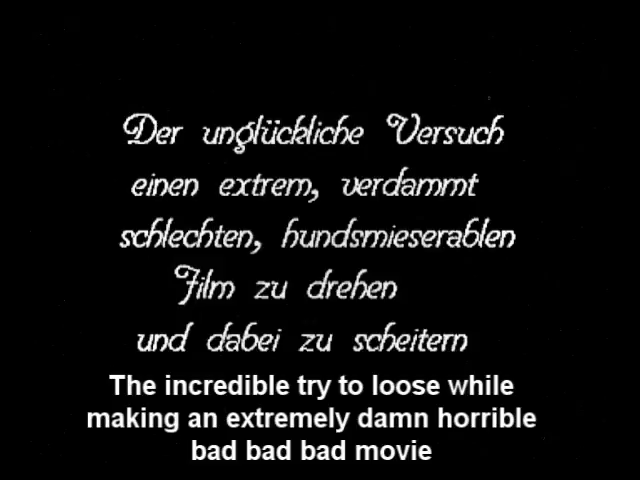 Der unglückliche Versuch
einen extrem, verdammt
schlechten, hundsmieserablen
Film zu drehen
und dabei zu scheitern
The incredible try to loose while
making an extremely damn horrible
bad bad bad movie